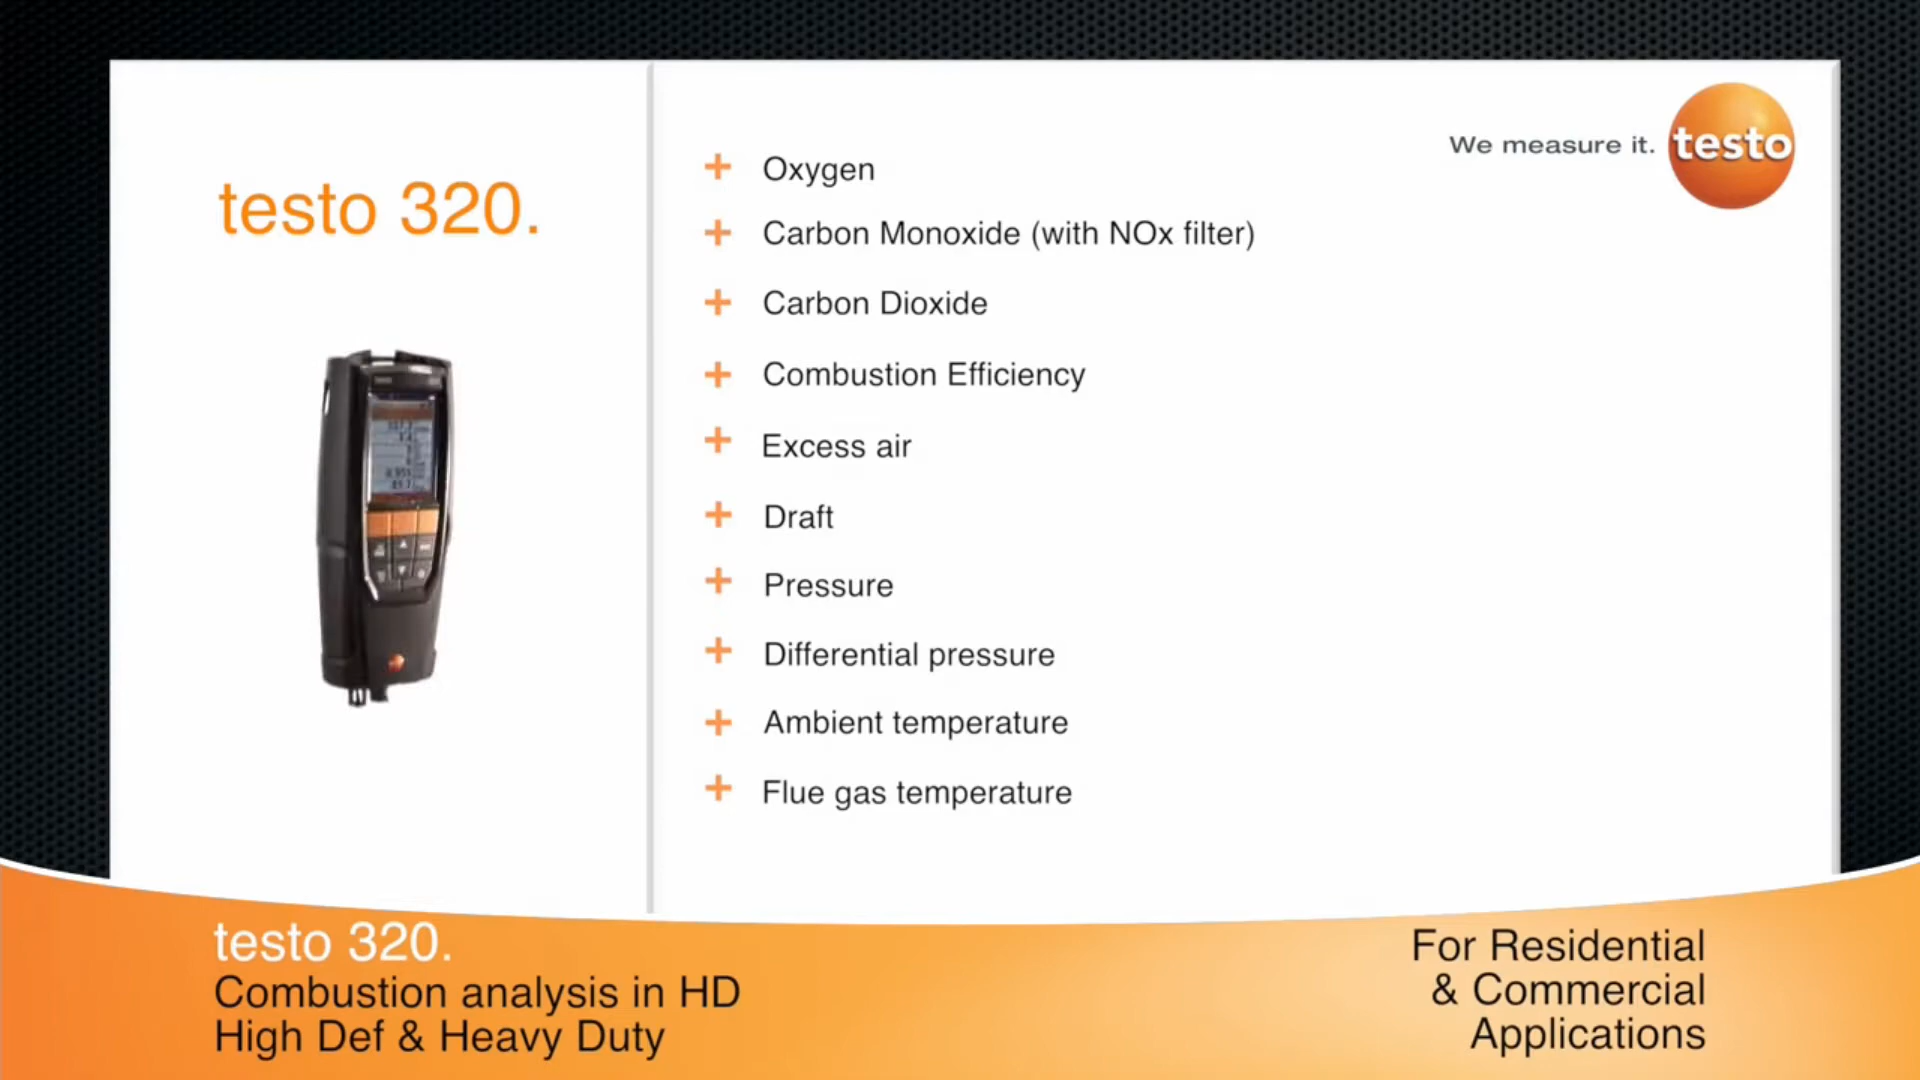 testo 320.
We measure it.
testo
Oxygen
Carbon Monoxide (with NOx filter)
Carbon Dioxide
Combustion Efficiency
Excess air
Draft
Pressure
Differential pressure
Ambient temperature
Flue gas temperature
testo 320.
Combustion analysis in HD
High Def & Heavy Duty
For Residential
& Commercial
Applications